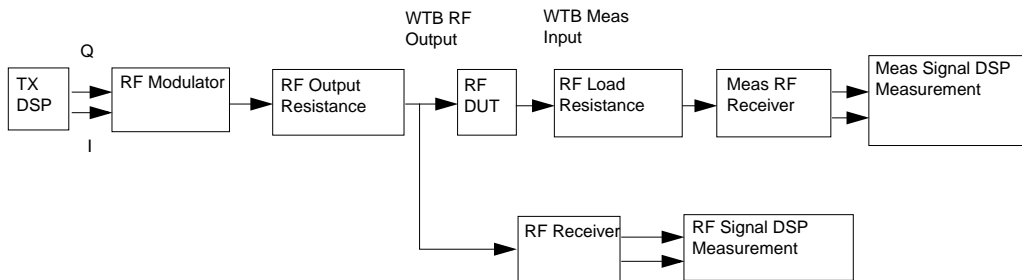 WTB RF
Output
WTB Meas
Input
Q
TX
DSP
I
RF Modulator
RF Output
Resistance
RF
DUT
RF Load
Resistance
Meas RF
Receiver
Meas Signal DSP
Measurement
RF Receiver
RF Signal DSP
Measurement